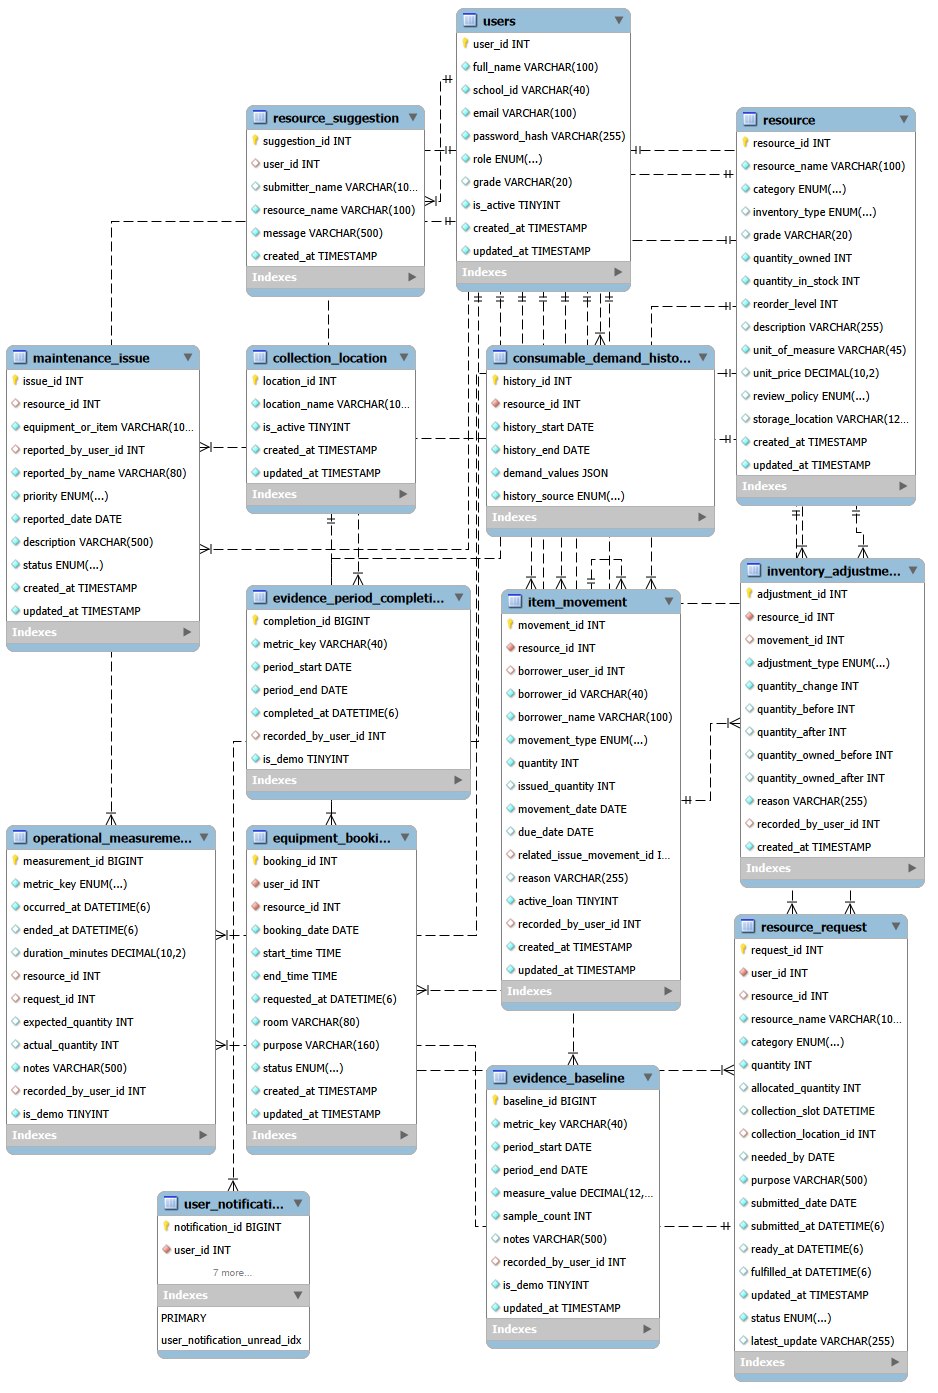 users
user_id INT
full_name VARCHAR(100)
school_id VARCHAR(40)
email VARCHAR(100)
password_hash VARCHAR(255)
role ENUM(...)
grade VARCHAR(20)
is_active TINYINT
created_at TIMESTAMP
updated_at TIMESTAMP
Indexes
resource_suggestion
suggestion_id INT
user_id INT
submitter_name VARCHAR(10...
resource_name VARCHAR(100)
message VARCHAR(500)
created_at TIMESTAMP
Indexes
resource
resource_id INT
resource_name VARCHAR(100)
category ENUM(...)
inventory_type ENUM(...)
grade VARCHAR(20)
quantity_owned INT
quantity_in_stock INT
reorder_level INT
description VARCHAR(255)
unit_of_measure VARCHAR(45)
unit_price DECIMAL(10,2)
review_policy ENUM(...)
storage_location VARCHAR(12...
created_at TIMESTAMP
updated_at TIMESTAMP
Indexes
maintenance_issue
issue_id INT
resource_id INT
equipment_or_item VARCHAR(10...
reported_by_user_id INT
reported_by_name VARCHAR(80)
priority ENUM(...)
reported_date DATE
description VARCHAR(500)
status ENUM(...)
created_at TIMESTAMP
updated_at TIMESTAMP
Indexes
collection_location
location_id INT
location_name VARCHAR(10...
is_active TINYINT
created_at TIMESTAMP
updated_at TIMESTAMP
Indexes
consumable_demand_histo...
history_id INT
resource_id INT
history_start DATE
history_end DATE
demand_values JSON
history_source ENUM(...)
Indexes
evidence_period_completi...
completion_id BIGINT
metric_key VARCHAR(40)
period_start DATE
period_end DATE
completed_at DATETIME(6)
recorded_by_user_id INT
is_demo TINYINT
Indexes
item_movement
movement_id INT
resource_id INT
borrower_user_id INT
borrower_id VARCHAR(40)
borrower_name VARCHAR(100)
movement_type ENUM(...)
quantity INT
issued_quantity INT
movement_date DATE
due_date DATE
related_issue_movement_id I...
reason VARCHAR(255)
active_loan TINYINT
recorded_by_user_id INT
created_at TIMESTAMP
updated_at TIMESTAMP
Indexes
inventory_adjustme...
adjustment_id INT
resource_id INT
movement_id INT
adjustment_type ENUM(...)
quantity_change INT
quantity_before INT
quantity_after INT
quantity_owned_before INT
quantity_owned_after INT
reason VARCHAR(255)
recorded_by_user_id INT
created_at TIMESTAMP
Indexes
operational_measureme...
measurement_id BIGINT
metric_key ENUM(...)
occurred_at DATETIME(6)
ended_at DATETIME(6)
duration_minutes DECIMAL(10,2)
resource_id INT
request_id INT
expected_quantity INT
actual_quantity INT
notes VARCHAR(500)
recorded_by_user_id INT
is_demo TINYINT
Indexes
equipment_booki...
booking_id INT
user_id INT
resource_id INT
booking_date DATE
start_time TIME
end_time TIME
requested_at DATETIME(6)
room VARCHAR(80)
purpose VARCHAR(160)
status ENUM(...)
created_at TIMESTAMP
updated_at TIMESTAMP
Indexes
resource_request
request_id INT
user_id INT
resource_id INT
resource_name VARCHAR(10...
category ENUM(...)
quantity INT
allocated_quantity INT
collection_slot DATETIME
collection_location_id INT
needed_by DATE
purpose VARCHAR(500)
submitted_date DATE
submitted_at DATETIME(6)
ready_at DATETIME(6)
fulfilled_at DATETIME(6)
updated_at TIMESTAMP
status ENUM(...)
latest_update VARCHAR(255)
Indexes
evidence_baseline
baseline_id BIGINT
metric_key VARCHAR(40)
period_start DATE
period_end DATE
measure_value DECIMAL(12,...
sample_count INT
notes VARCHAR(500)
recorded_by_user_id INT
is_demo TINYINT
updated_at TIMESTAMP
Indexes
user_notificati...
notification_id BIGINT
user_id INT
7 more...
Indexes
PRIMARY
user_notification_unread_idx